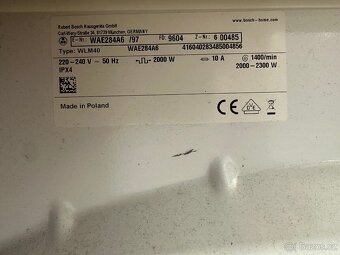 Robert Bosch Hausgeräte GmbH
www.bosch-home.com
Carl-Wery-Straße 34, 81739 München, GERMANY
E-Nr: WAE284A6 /97 FD: 9604 Z-Nr: 600485
Type: WLM40 WAE284A6 416040283485004856
220-240 V ~ 50 Hz 2000 W 10 A 1400/min
IPX4 2000-2300 W
Made in Poland
CE